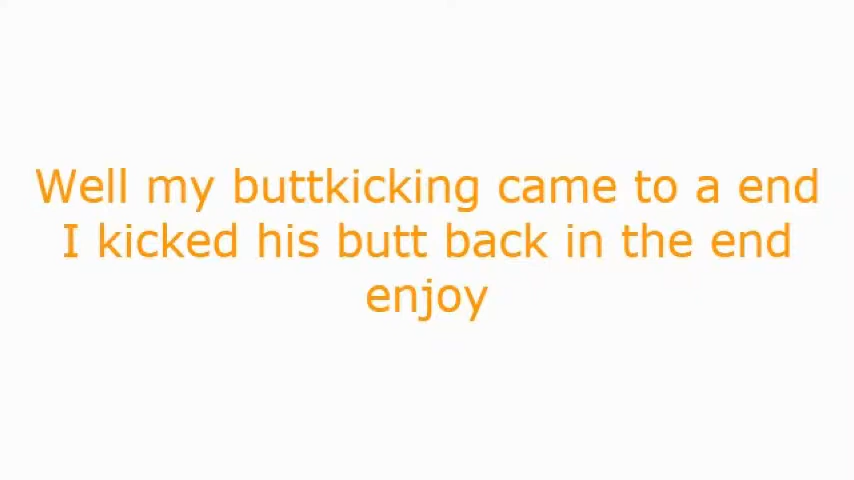 Well my buttkicking came to a end
I kicked his butt back in the end
enjoy